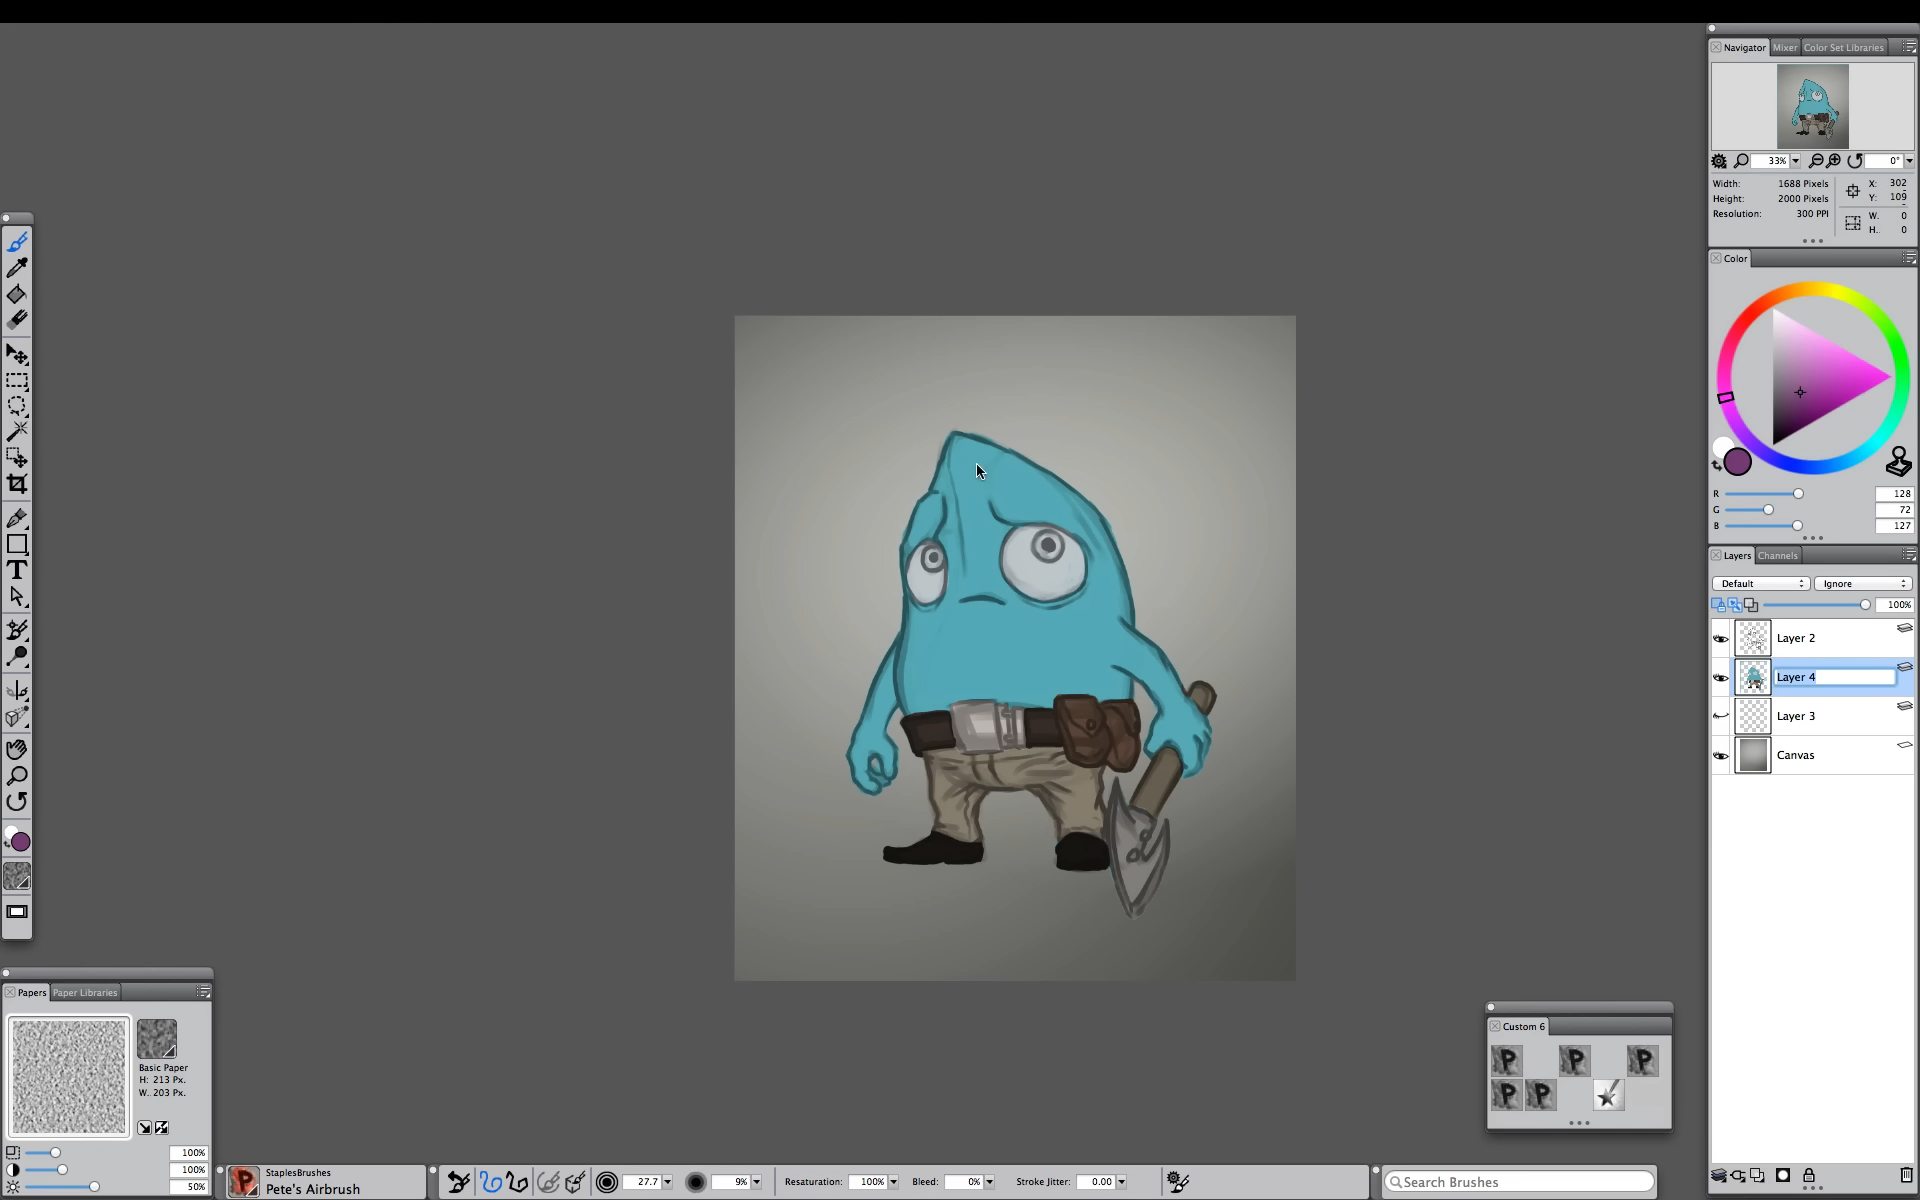 Navigator Mixer Color Set Libraries
33% 0°
Width: 1688 Pixels X: 302
Height: 2000 Pixels Y: 109
Resolution: 300 PPI W. 0
H.. 0
Color
R 128
G 72
B 127
Layers Channels
Default Ignore
100%
Layer 2
Layer 4
Layer 3
Canvas
T
Papers Paper Libraries
Basic Paper
H: 213 Px.
W.. 203 Px.
100%
100%
50%
Custom 6
P P P
P P
StaplesBrushes
Pete's Airbrush
27.7 9% Resaturation: 100% Bleed: 0% Stroke Jitter: 0.00
Search Brushes